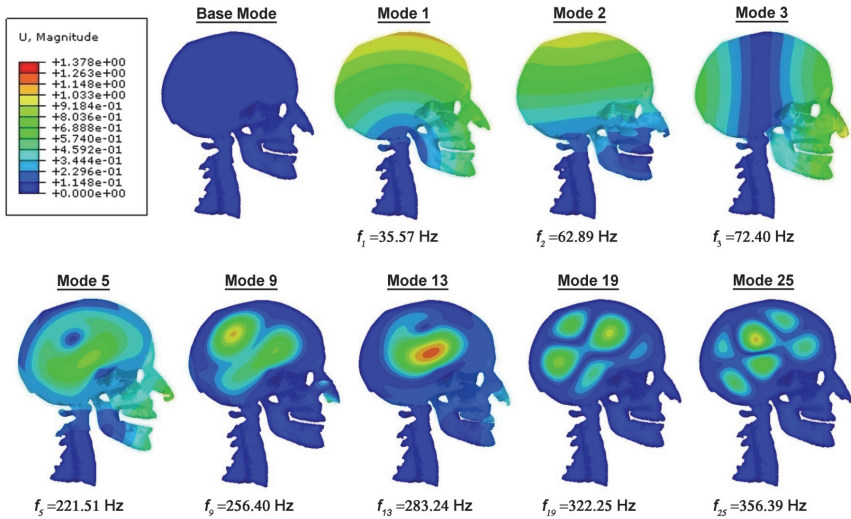 Base Mode
Mode 1
Mode 2
Mode 3
U, Magnitude
+1.378e+00
+1.263e+00
+1.148e+00
+1.033e+00
+9.184e-01
+8.036e-01
+6.888e-01
+5.740e-01
+4.592e-01
+3.444e-01
+2.296e-01
+1.148e-01
+0.000e+00
f1 =35.57 Hz
f2 =62.89 Hz
f3 =72.40 Hz
Mode 5
Mode 9
Mode 13
Mode 19
Mode 25
f5 =221.51 Hz
f9 =256.40 Hz
f13 =283.24 Hz
f19 =322.25 Hz
f25 =356.39 Hz